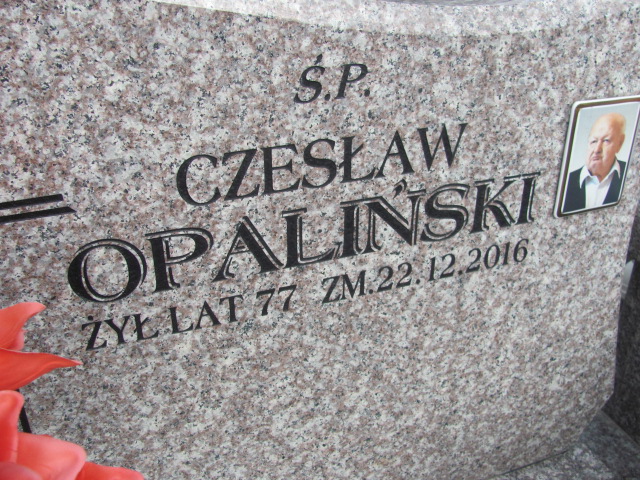 Ś.P.
CZESŁAW
OPALIŃSKI
ŻYŁ LAT 77 ZM.22.12.2016